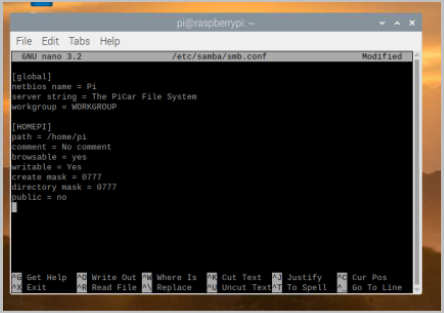 pi@raspberrypi: ~
File Edit Tabs Help
GNU nano 3.2 /etc/samba/smb.conf Modified
[global]
netbios name = Pi
server string = The PiCar File System
workgroup = WORKGROUP
[HOMEPI]
path = /home/pi
comment = No comment
browsable = yes
writable = Yes
create mask = 0777
directory mask = 0777
public = no
^G Get Help ^O Write Out ^W Where Is ^K Cut Text ^J Justify ^C Cur Pos
^X Exit ^R Read File ^\ Replace ^U Uncut Text ^T To Spell ^_ Go To Line